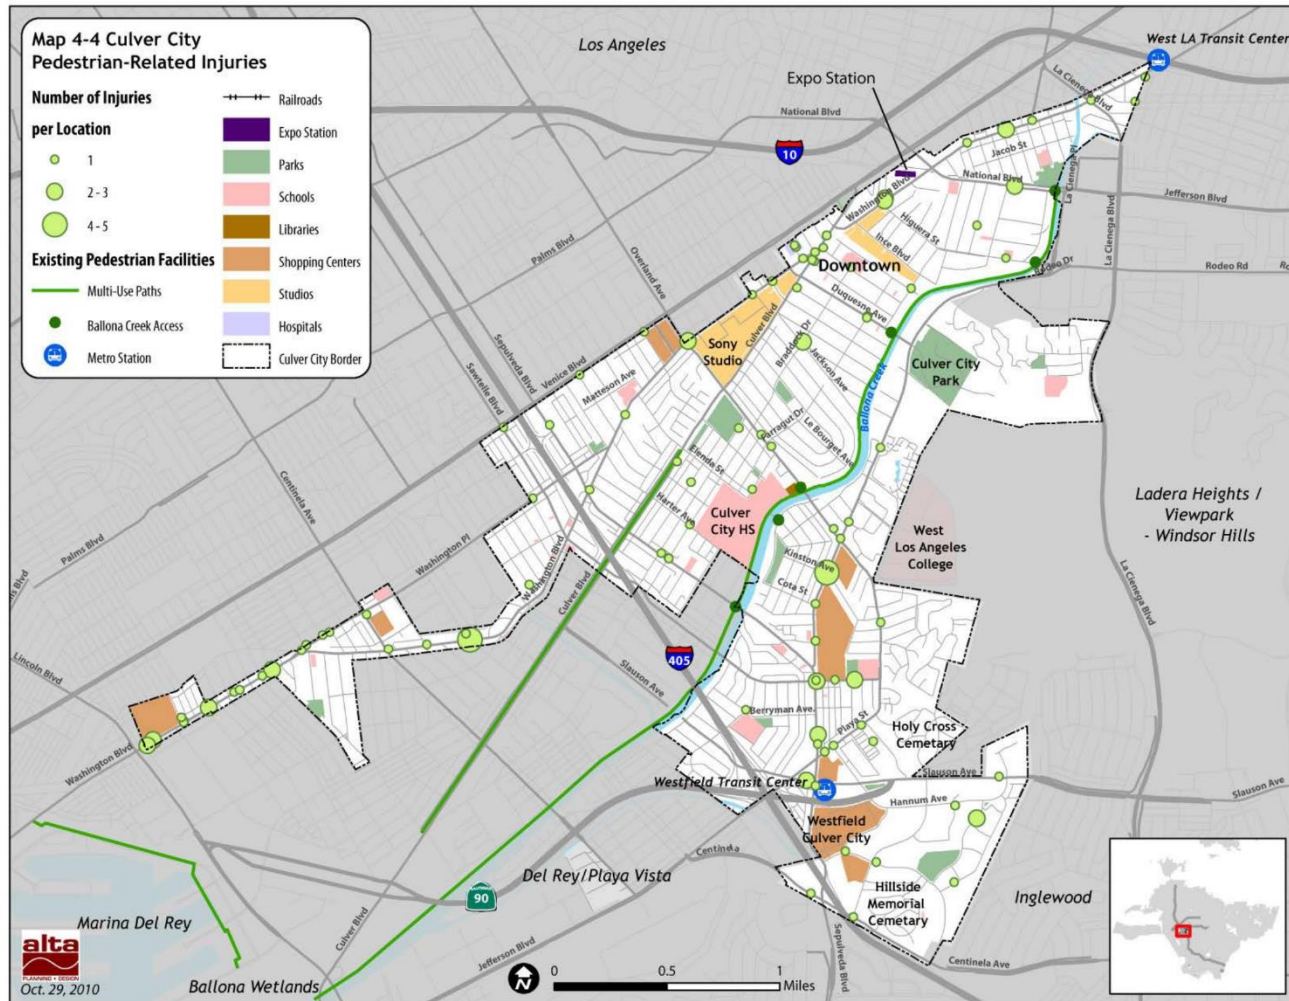 Map 4-4 Culver City
Pedestrian-Related Injuries
Number of Injuries
per Location
1
2 - 3
4 - 5
Existing Pedestrian Facilities
Multi-Use Paths
Ballona Creek Access
Metro Station
Railroads
Expo Station
Parks
Schools
Libraries
Shopping Centers
Studios
Hospitals
Culver City Border
Los Angeles
West LA Transit Center
Expo Station
La Cienega Blvd
National Blvd
10
Jacob St
National Blvd
La Cienega Pl
Jefferson Blvd
Washington Blvd
Higuera St
Palms Blvd
Overland Ave
Ince Blvd
La Cienega Blvd
Downtown
Rodeo Dr
Rodeo Rd
Duquesne Ave
Culver Blvd
Sony
Studio
Braddock Dr
Jackson Ave
Culver City
Park
Sepulveda Blvd
Sawtelle Blvd
Venice Blvd
Matteson Ave
Ballona Creek
Farragut Dr
Le Bourget Ave
Elenda St
Centinela Ave
Harter Ave
Culver
City HS
West
Los Angeles
College
Ladera Heights /
Viewpark
- Windsor Hills
Palms Blvd
Washington Pl
Washington Blvd
Culver Blvd
Kinston Ave
Cota St
La Cienega Blvd
Lincoln Blvd
405
Slauson Ave
Berryman Ave.
Playa St
Holy Cross
Cemetary
Washington Blvd
Westfield Transit Center
Slauson Ave
Slauson Ave
Hannum Ave
Westfield
Culver City
Centinela
Del Rey/Playa Vista
90
Hillside
Memorial
Cemetary
Inglewood
Marina Del Rey
Culver Blvd
Jefferson Blvd
Sepulveda Blvd
Centinela Ave
alta
PLANNING + DESIGN
Oct. 29, 2010
Ballona Wetlands
N
0
0.5
1
Miles